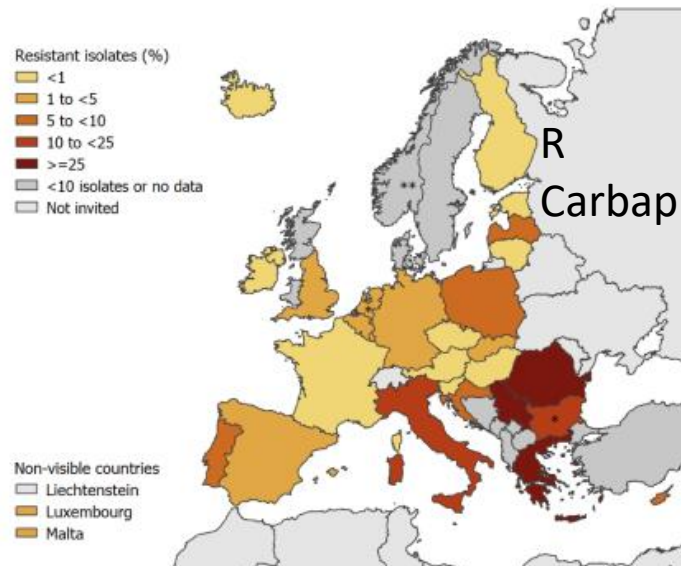 Resistant isolates (%)
<1
1 to <5
5 to <10
10 to <25
>=25
<10 isolates or no data
Not invited
**
R
Carbap
*
Non-visible countries
Liechtenstein
Luxembourg
Malta